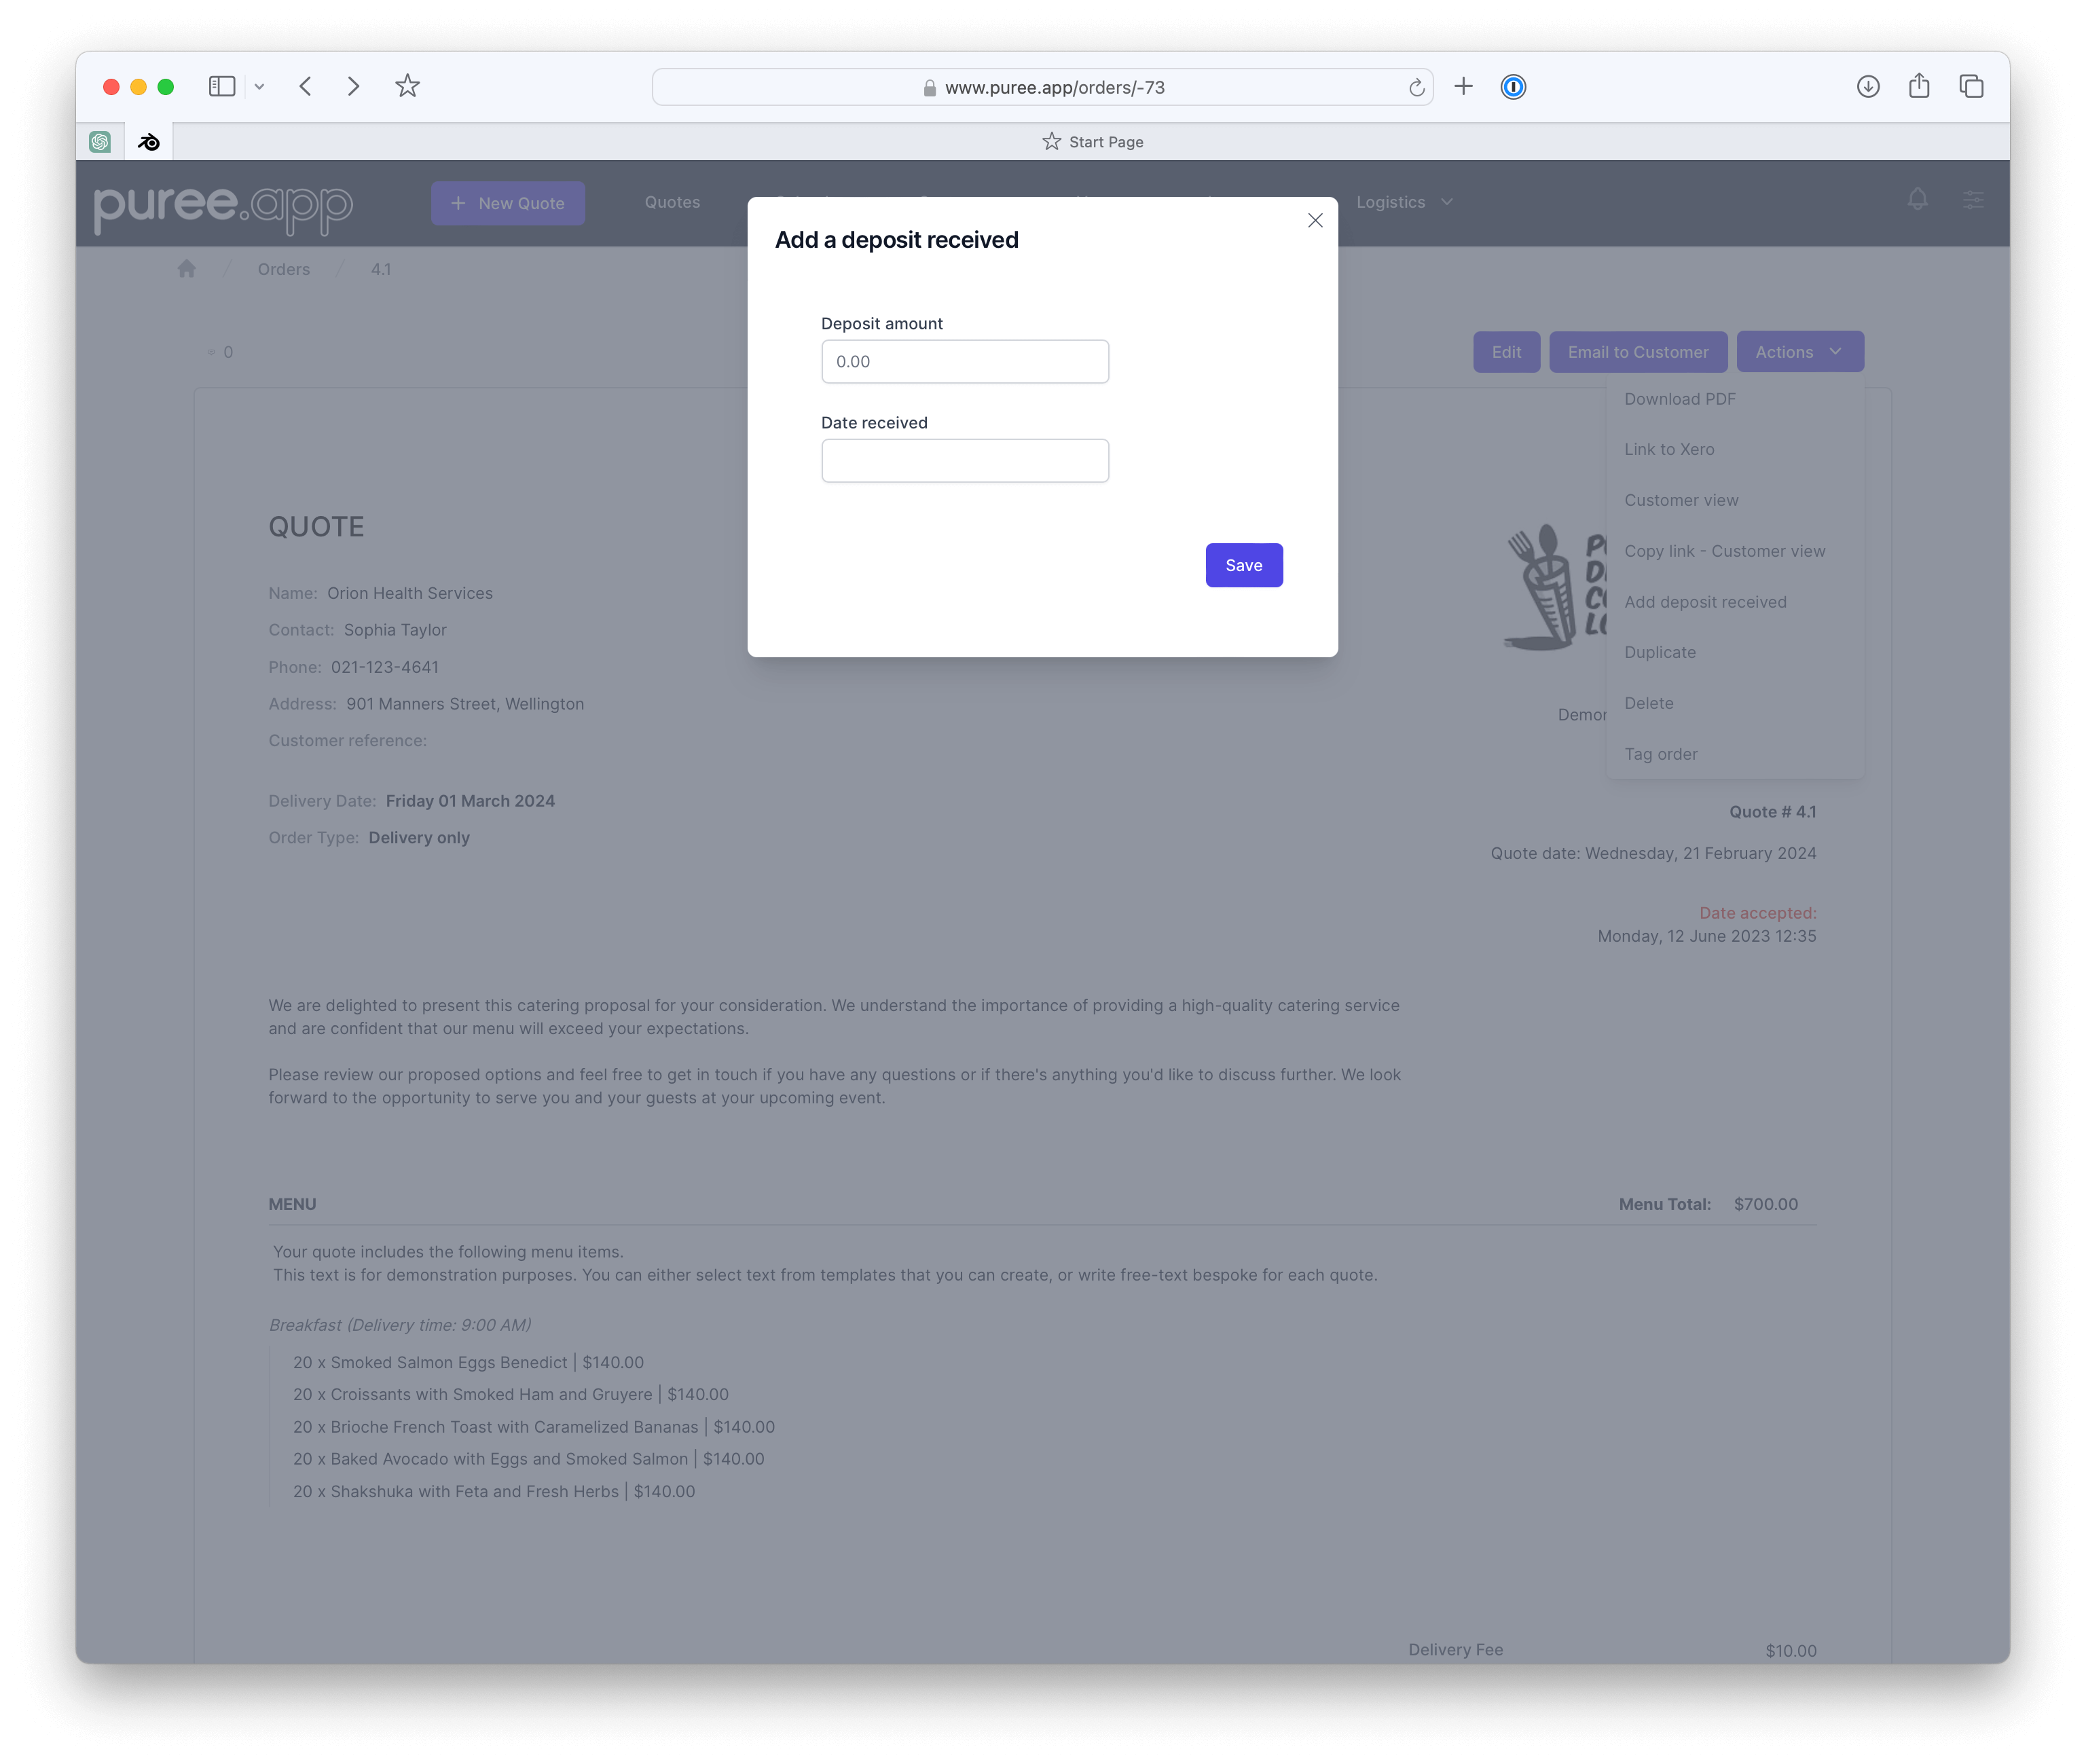 www.puree.app/orders/-73
Start Page
puree.app
New Quote
Quotes
Logistics
Add a deposit received
Deposit amount
0.00
Date received
Save
Orders / 4.1
0
Edit
Email to Customer
Actions
Download PDF
Link to Xero
Customer view
Copy link - Customer view
Add deposit received
Duplicate
Delete
Tag order
QUOTE
Name: Orion Health Services
Contact: Sophia Taylor
Phone: 021-123-4641
Address: 901 Manners Street, Wellington
Customer reference:
Delivery Date: Friday 01 March 2024
Order Type: Delivery only
Quote # 4.1
Quote date: Wednesday, 21 February 2024
Date accepted:
Monday, 12 June 2023 12:35
We are delighted to present this catering proposal for your consideration. We understand the importance of providing a high-quality catering service
and are confident that our menu will exceed your expectations.
Please review our proposed options and feel free to get in touch if you have any questions or if there's anything you'd like to discuss further. We look
forward to the opportunity to serve you and your guests at your upcoming event.
MENU
Menu Total: $700.00
Your quote includes the following menu items.
This text is for demonstration purposes. You can either select text from templates that you can create, or write free-text bespoke for each quote.
Breakfast (Delivery time: 9:00 AM)
20 x Smoked Salmon Eggs Benedict | $140.00
20 x Croissants with Smoked Ham and Gruyere | $140.00
20 x Brioche French Toast with Caramelized Bananas | $140.00
20 x Baked Avocado with Eggs and Smoked Salmon | $140.00
20 x Shakshuka with Feta and Fresh Herbs | $140.00
Delivery Fee $10.00